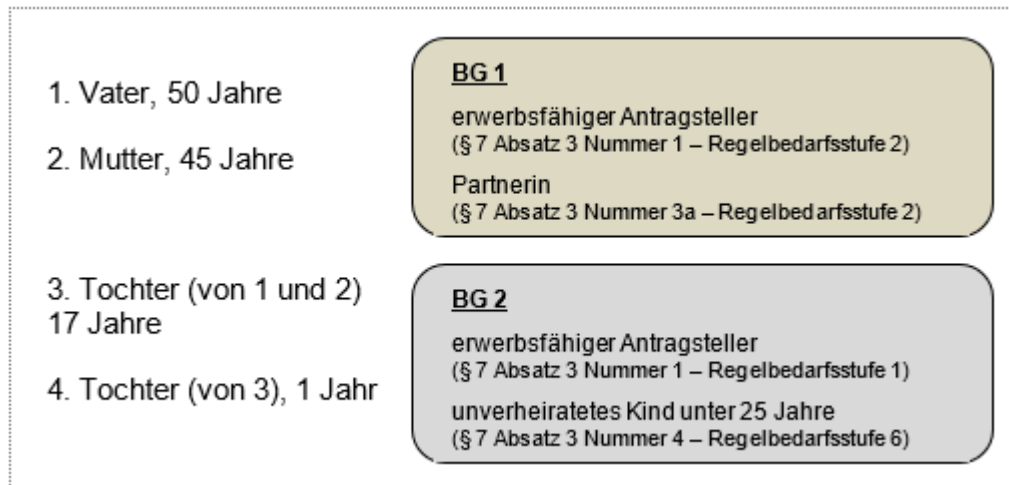 1. Vater, 50 Jahre
2. Mutter, 45 Jahre
BG 1
erwerbsfähiger Antragsteller
(§ 7 Absatz 3 Nummer 1 – Regelbedarfsstufe 2)
Partnerin
(§ 7 Absatz 3 Nummer 3a – Regelbedarfsstufe 2)
3. Tochter (von 1 und 2)
17 Jahre
4. Tochter (von 3), 1 Jahr
BG 2
erwerbsfähiger Antragsteller
(§ 7 Absatz 3 Nummer 1 – Regelbedarfsstufe 1)
unverheiratetes Kind unter 25 Jahre
(§ 7 Absatz 3 Nummer 4 – Regelbedarfsstufe 6)